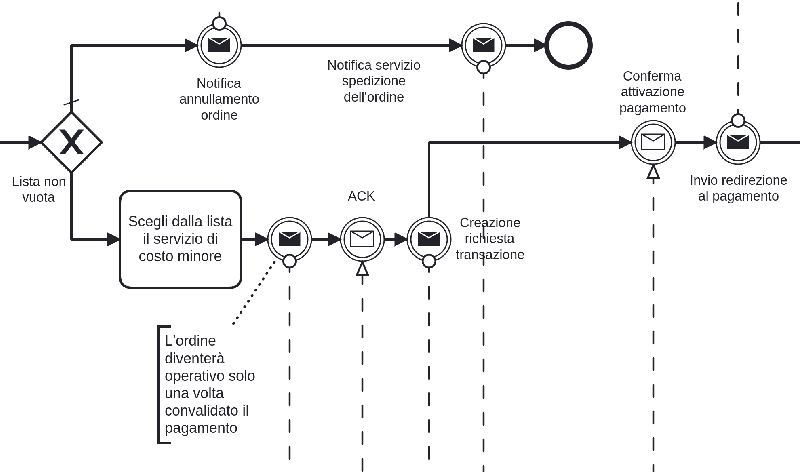 Notifica
annullamento
ordine
Notifica servizio
spedizione
dell'ordine
Conferma
attivazione
pagamento
X
Lista non
vuota
Invio redirezione
al pagamento
Scegli dalla lista
il servizio di
costo minore
ACK
Creazione
richiesta
transazione
L'ordine
diventerà
operativo solo
una volta
convalidato il
pagamento